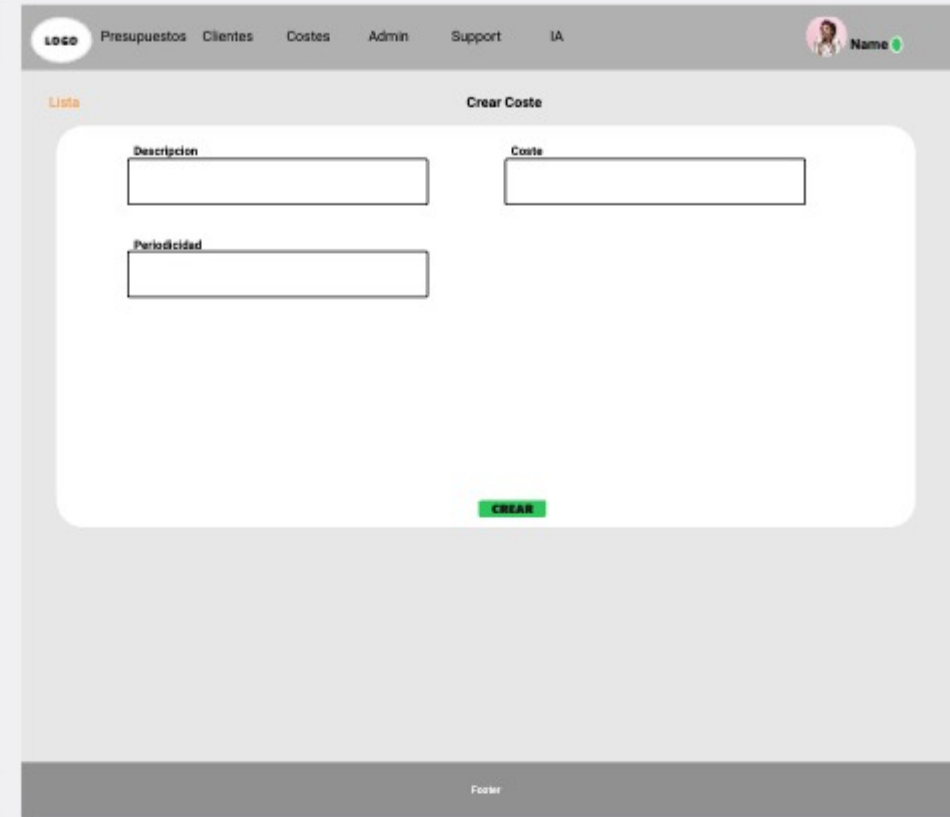 LOGO Presupuestos Clientes Costes Admin Support IA Name
Lista Crear Coste
Descripcion Coste
Periodicidad
CREAR
Footer